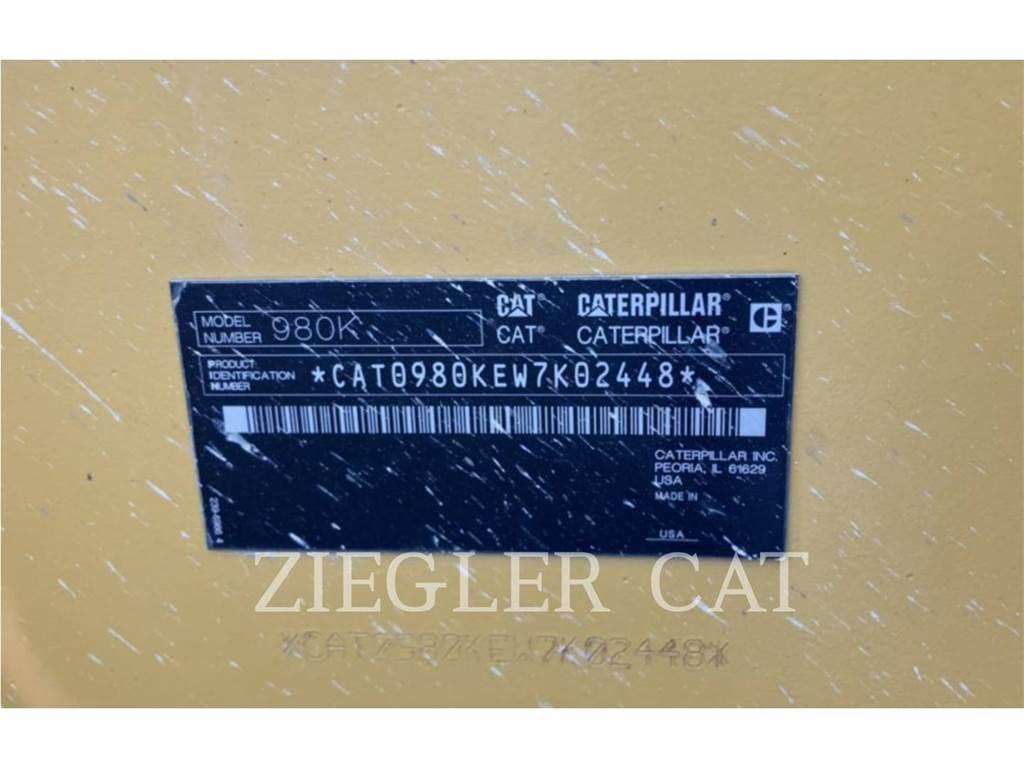 MODEL NUMBER 980K
CAT® CATERPILLAR®
CAT® CATERPILLAR®
PRODUCT
IDENTIFICATION
NUMBER
*CAT0980KEW7K02448*
CATERPILLAR INC.
PEORIA, IL 61629
USA
MADE IN
USA
ZIEGLER CAT
*CAT0980KEW7K02448*